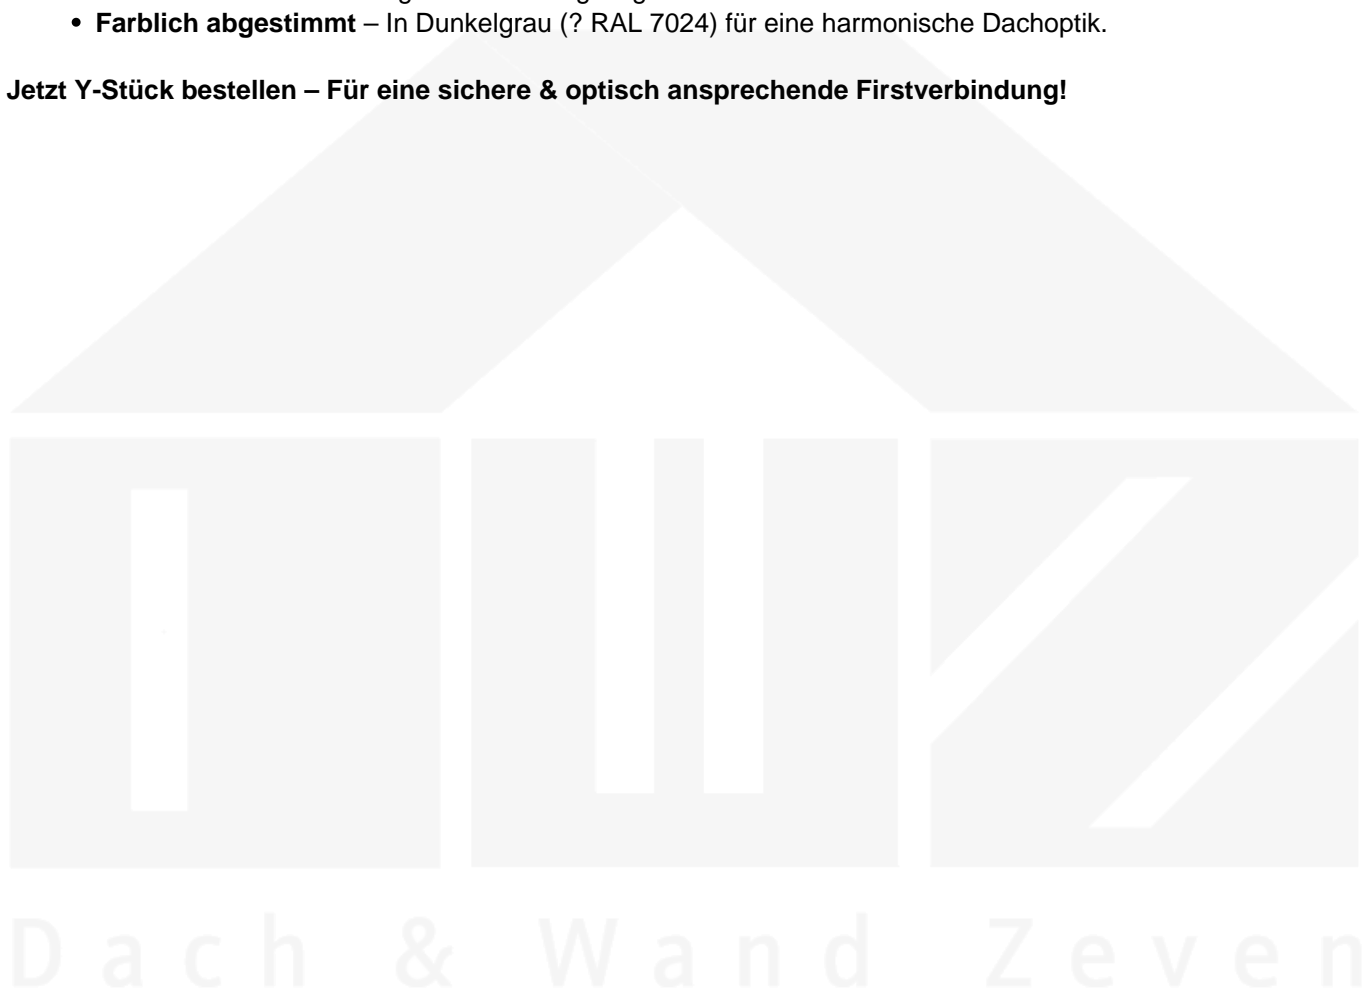 • Farblich abgestimmt – In Dunkelgrau (? RAL 7024) für eine harmonische Dachoptik.
Jetzt Y-Stück bestellen – Für eine sichere & optisch ansprechende Firstverbindung!
Dach & Wand Zeven